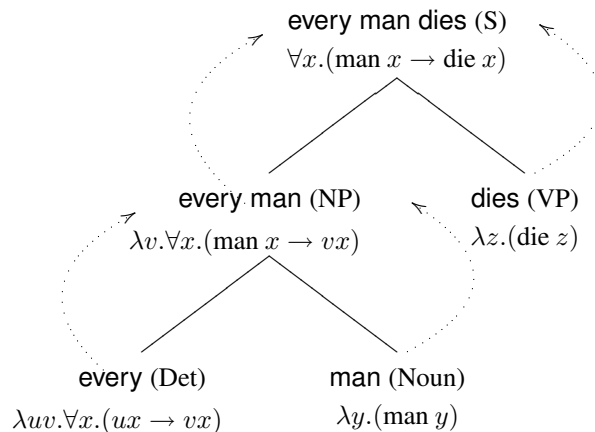 every man dies (S)
∀x.(man x → die x)
every man (NP)
dies (VP)
λv.∀x.(man x → vx)
λz.(die z)
every (Det)
man (Noun)
λuv.∀x.(ux → vx)
λy.(man y)